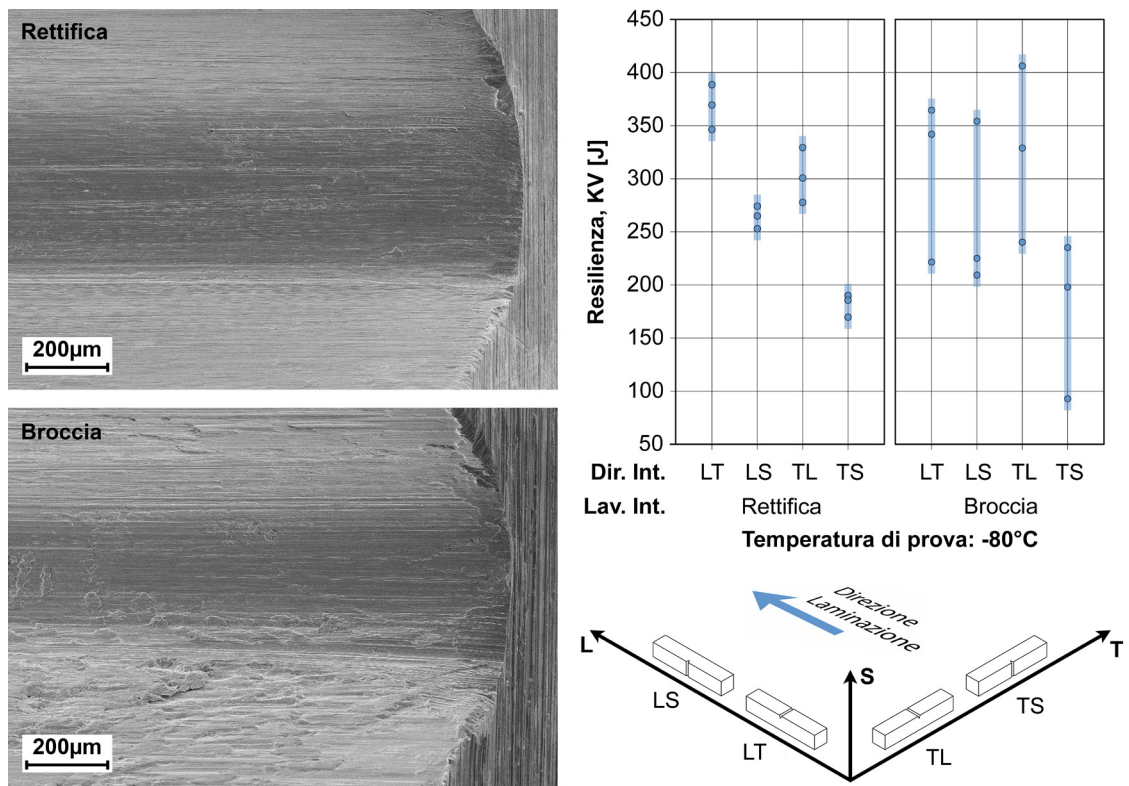 Rettifica
200µm
Broccia
200µm
Resilienza, KV [J]
450
400
350
300
250
200
150
100
50
Dir. Int. LT LS TL TS LT LS TL TS
Lav. Int. Rettifica Broccia
Temperatura di prova: -80°C
Direzione
Laminazione
L
S
T
LS
LT
TL
TS